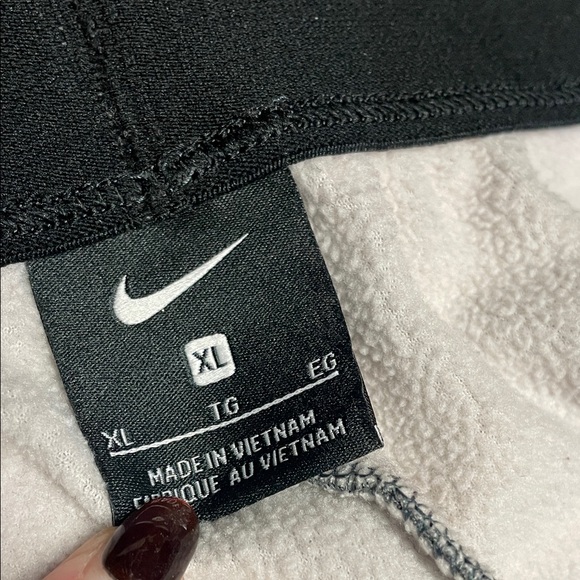 XL
XL TG EG
MADE IN VIETNAM
FABRIQUE AU VIETNAM